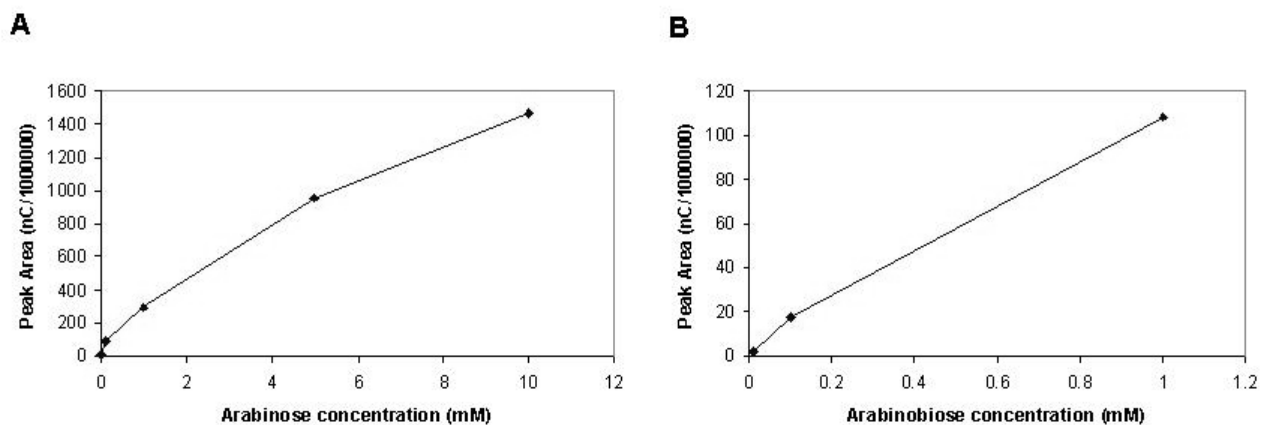 A
Peak Area (nC/1000000)
1600
1400
1200
1000
800
600
400
200
0
0 2 4 6 8 10 12
Arabinose concentration (mM)
B
Peak Area (nC/1000000)
120
100
80
60
40
20
0
0 0.2 0.4 0.6 0.8 1 1.2
Arabinobiose concentration (mM)